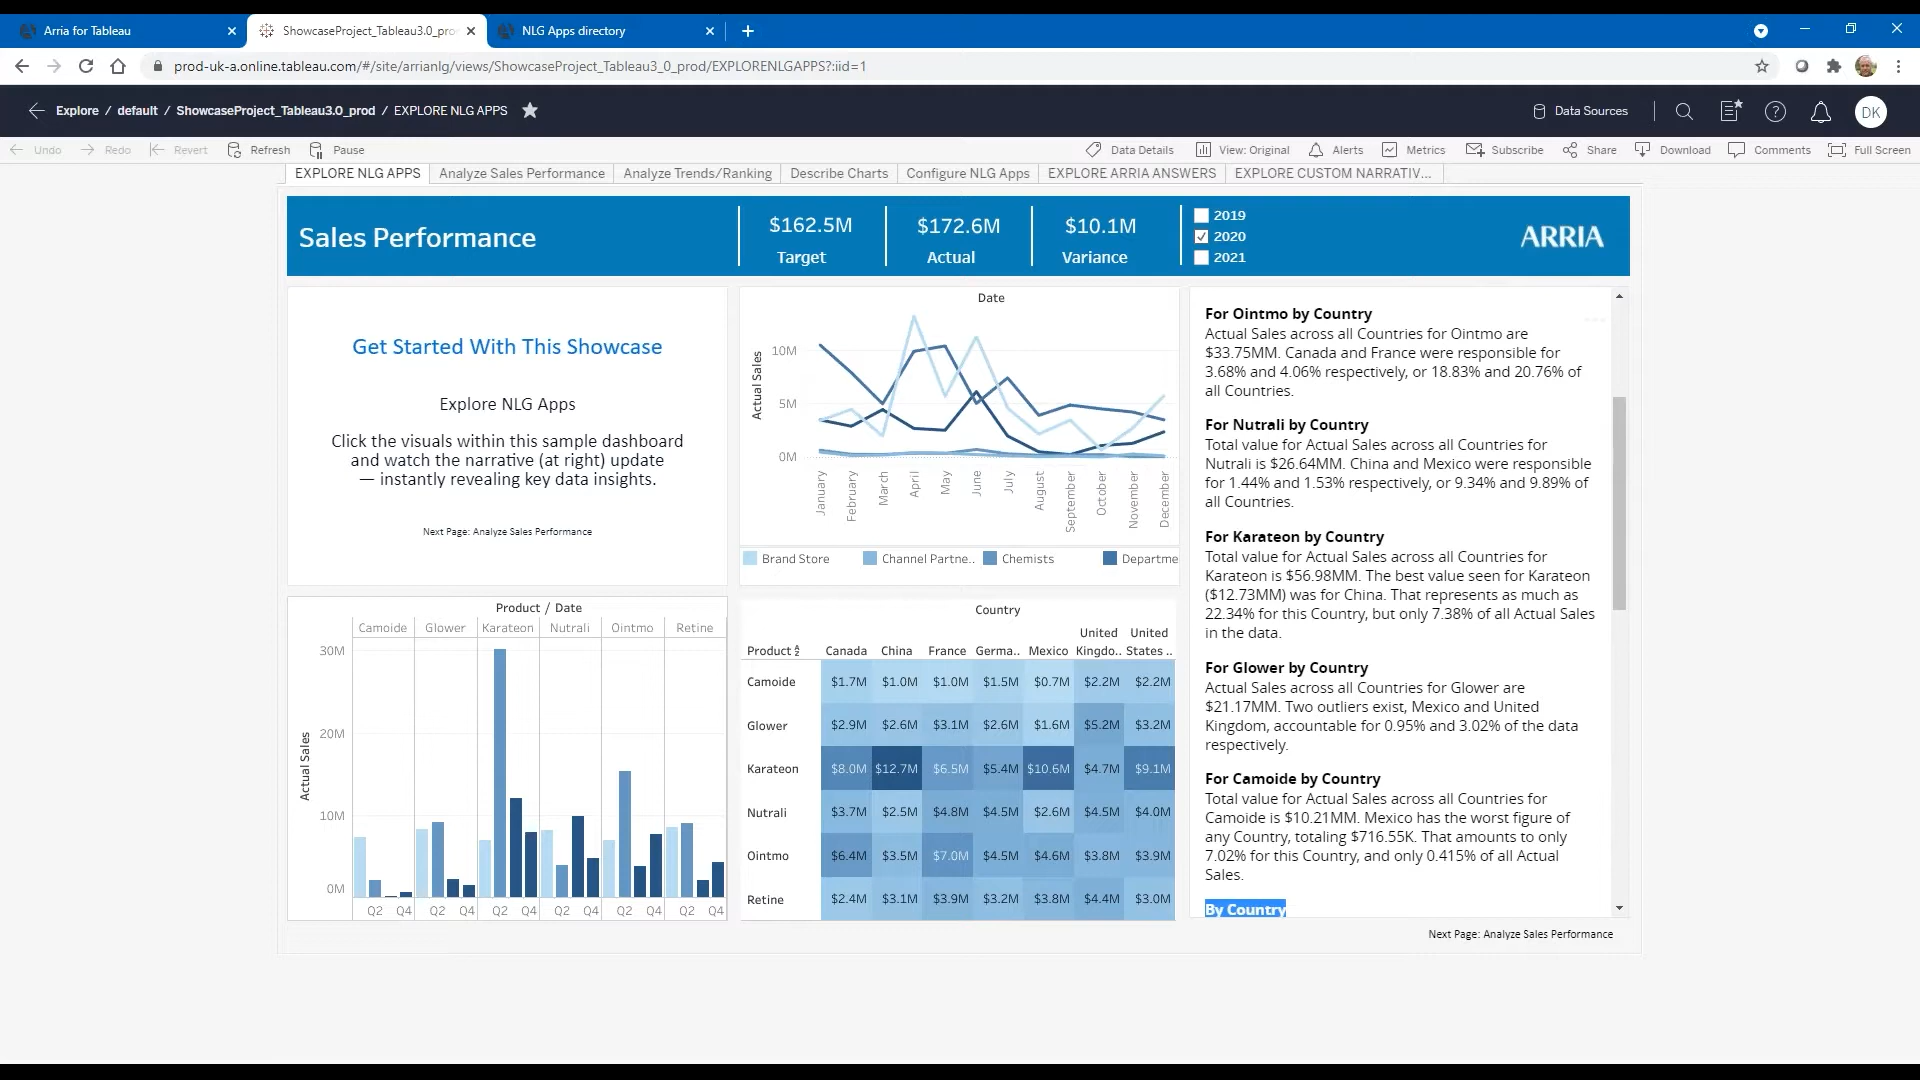 Arria for Tableau
ShowcaseProject_Tableau3.0_pro
NLG Apps directory
prod-uk-a.online.tableau.com/#/site/arrianlg/views/ShowcaseProject_Tableau3_0_prod/EXPLORENLGAPPS?:iid=1
Explore / default / ShowcaseProject_Tableau3.0_prod / EXPLORE NLG APPS
Data Sources
DK
Undo Redo Revert Refresh Pause
Data Details View: Original Alerts Metrics Subscribe Share Download Comments Full Screen
EXPLORE NLG APPS Analyze Sales Performance Analyze Trends/Ranking Describe Charts Configure NLG Apps EXPLORE ARRIA ANSWERS EXPLORE CUSTOM NARRATIV...
Sales Performance
$162.5M
Target
$172.6M
Actual
$10.1M
Variance
2019
2020
2021
ARRIA
Get Started With This Showcase
Explore NLG Apps
Click the visuals within this sample dashboard
and watch the narrative (at right) update
— instantly revealing key data insights.
Next Page: Analyze Sales Performance
Date
Actual Sales
10M
5M
0M
January
February
March
April
May
June
July
August
September
October
November
December
Brand Store Channel Partne.. Chemists Departme
Product / Date
Camoide Glower Karateon Nutrali Ointmo Retine
Actual Sales
30M
20M
10M
0M
Q2 Q4 Q2 Q4 Q2 Q4 Q2 Q4 Q2 Q4 Q2 Q4
Country
United United
Product Canada China France Germa.. Mexico Kingdo.. States ..
Camoide $1.7M $1.0M $1.0M $1.5M $0.7M $2.2M $2.2M
Glower $2.9M $2.6M $3.1M $2.6M $1.6M $5.2M $3.2M
Karateon $8.0M $12.7M $6.5M $5.4M $10.6M $4.7M $9.1M
Nutrali $3.7M $2.5M $4.8M $4.5M $2.6M $4.5M $4.0M
Ointmo $6.4M $3.5M $7.0M $4.5M $4.6M $3.8M $3.9M
Retine $2.4M $3.1M $3.9M $3.2M $3.8M $4.4M $3.0M
For Ointmo by Country
Actual Sales across all Countries for Ointmo are
$33.75MM. Canada and France were responsible for
3.68% and 4.06% respectively, or 18.83% and 20.76% of
all Countries.
For Nutrali by Country
Total value for Actual Sales across all Countries for
Nutrali is $26.64MM. China and Mexico were responsible
for 1.44% and 1.53% respectively, or 9.34% and 9.89% of
all Countries.
For Karateon by Country
Total value for Actual Sales across all Countries for
Karateon is $56.98MM. The best value seen for Karateon
($12.73MM) was for China. That represents as much as
22.34% for this Country, but only 7.38% of all Actual Sales
in the data.
For Glower by Country
Actual Sales across all Countries for Glower are
$21.17MM. Two outliers exist, Mexico and United
Kingdom, accountable for 0.95% and 3.02% of the data
respectively.
For Camoide by Country
Total value for Actual Sales across all Countries for
Camoide is $10.21MM. Mexico has the worst figure of
any Country, totaling $716.55K. That amounts to only
7.02% for this Country, and only 0.415% of all Actual
Sales.
By Country
Next Page: Analyze Sales Performance